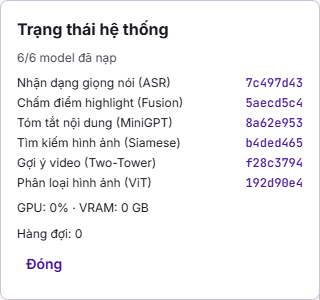 Trạng thái hệ thống
6/6 model đã nạp
Nhận dạng giọng nói (ASR) 7c497d43
Chấm điểm highlight (Fusion) 5aecd5c4
Tóm tắt nội dung (MiniGPT) 8a62e953
Tìm kiếm hình ảnh (Siamese) b4ded465
Gợi ý video (Two-Tower) f28c3794
Phân loại hình ảnh (ViT) 192d90e4
GPU: 0% · VRAM: 0 GB
Hàng đợi: 0
Đóng